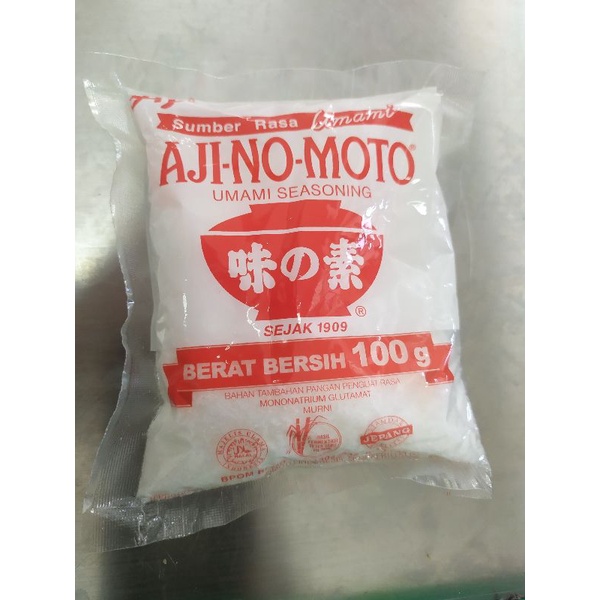 Sumber Rasa Umami
AJI-NO-MOTO®
UMAMI SEASONING
味の素
®
SEJAK 1909
BERAT BERSIH 100 g
BAHAN TAMBAHAN PANGAN PENGUAT RASA
MONONATRIUM GLUTAMAT
MURNI
JEPANG
BPOM